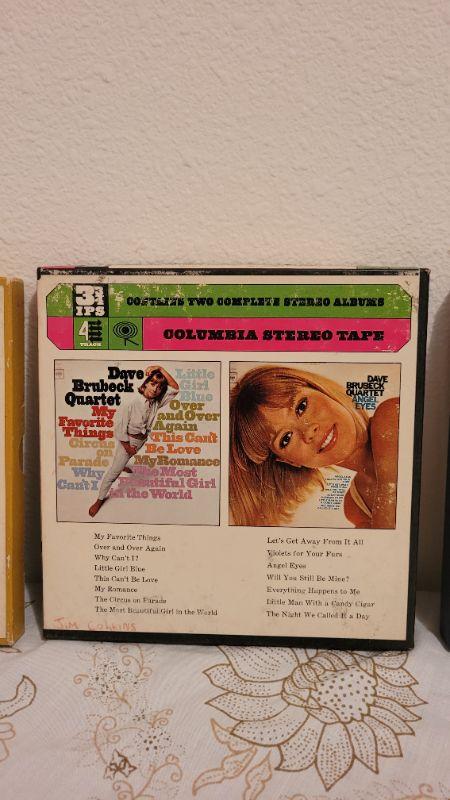 3¾
IPS
CONTAINS TWO COMPLETE STEREO ALBUMS
4
TRACK
COLUMBIA STEREO TAPE
Dave
Brubeck
Quartet
My
Favorite
Things
Circus
on
Parade
Why
Can't I
Little
Girl
Blue
Over
and Over
Again
This Can't
Be Love
My Romance
The Most
Beautiful Girl
in the World
DAVE
BRUBECK
QUARTET
ANGEL
EYES
My Favorite Things
Over and Over Again
Why Can't I?
Little Girl Blue
This Can't Be Love
My Romance
The Circus on Parade
The Most Beautiful Girl in the World
Let's Get Away From It All
Violets for Your Furs
Angel Eyes
Will You Still Be Mine?
Everything Happens to Me
Little Man With a Candy Cigar
The Night We Called It a Day
JIM COLLINS